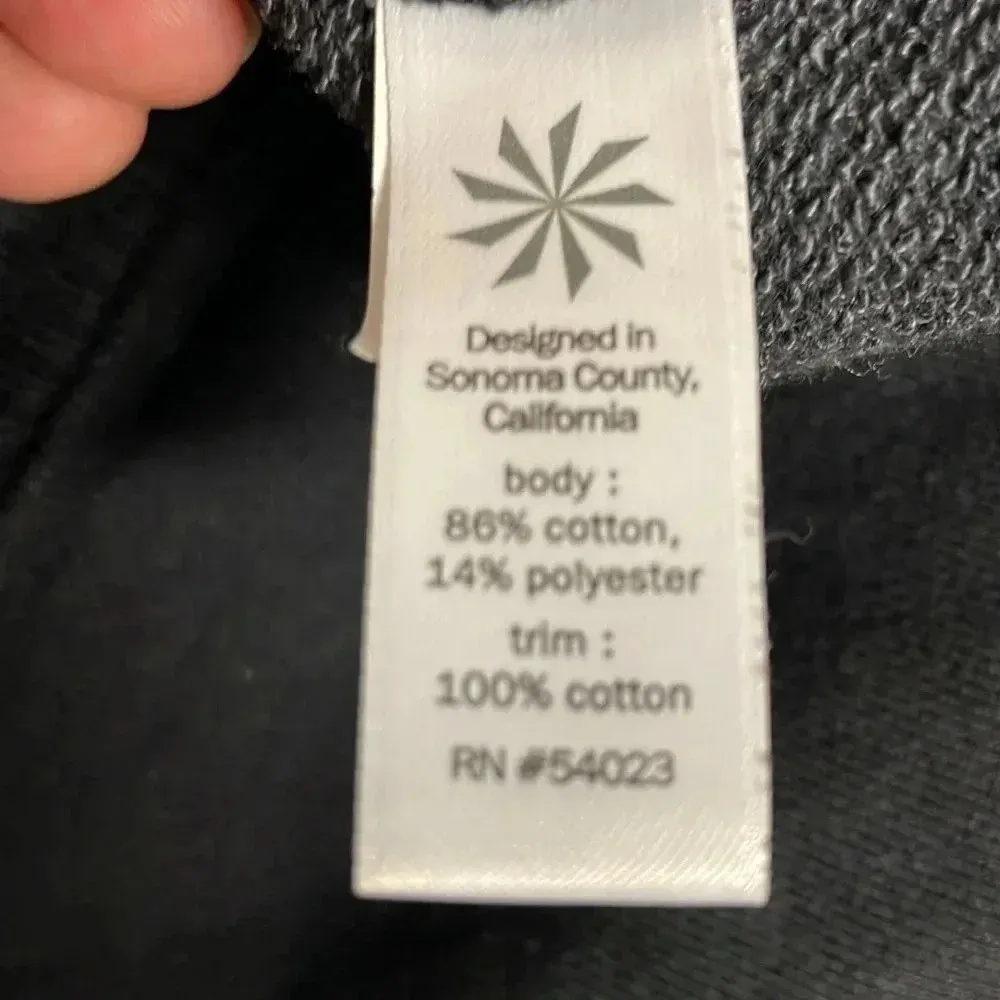 Designed in
Sonoma County,
California
body :
86% cotton,
14% polyester
trim :
100% cotton
RN #54023